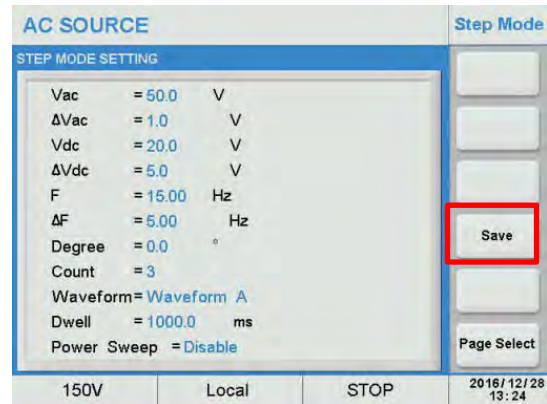 AC SOURCE
Step Mode
STEP MODE SETTING
Vac = 50.0 V
ΔVac = 1.0 V
Vdc = 20.0 V
ΔVdc = 5.0 V
F = 15.00 Hz
ΔF = 5.00 Hz
Degree = 0.0 °
Count = 3
Waveform = Waveform A
Dwell = 1000.0 ms
Power Sweep = Disable
Save
Page Select
150V Local STOP
2016/12/28
13:24